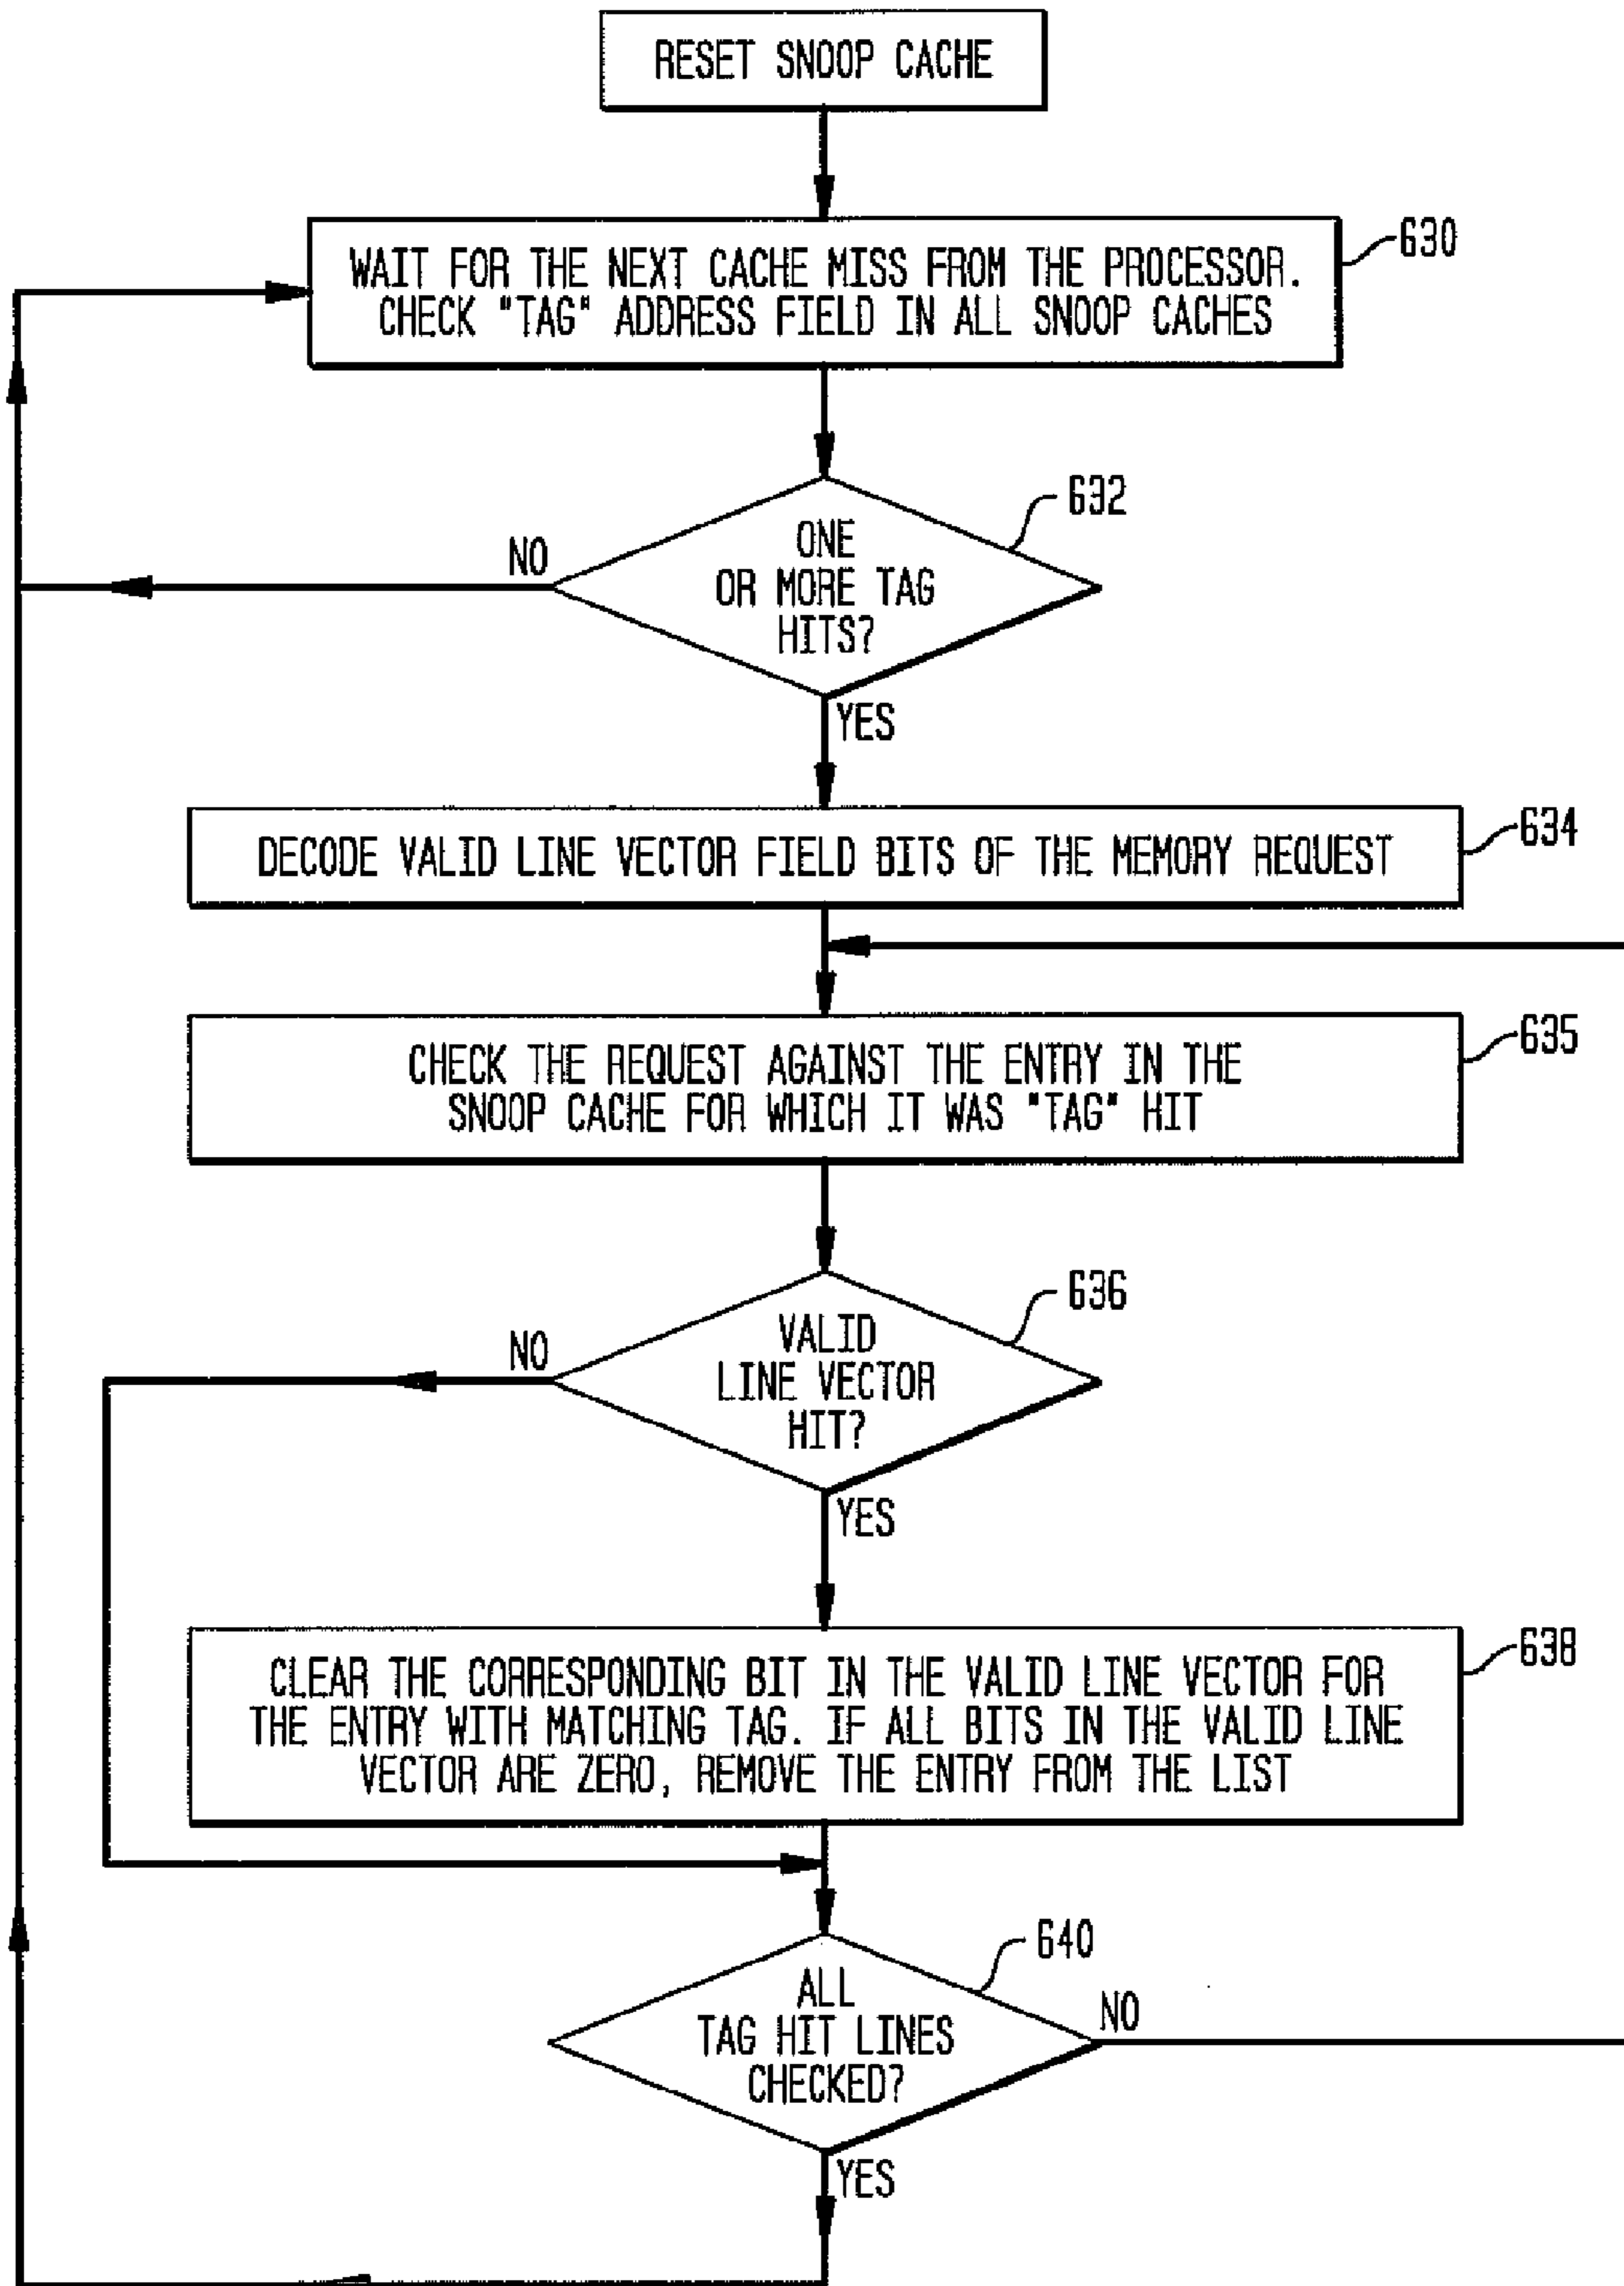 RESET SNOOP CACHE
WAIT FOR THE NEXT CACHE MISS FROM THE PROCESSOR.
CHECK "TAG" ADDRESS FIELD IN ALL SNOOP CACHES
630
632
ONE
OR MORE TAG
HITS?
NO
YES
DECODE VALID LINE VECTOR FIELD BITS OF THE MEMORY REQUEST
634
CHECK THE REQUEST AGAINST THE ENTRY IN THE
SNOOP CACHE FOR WHICH IT WAS "TAG" HIT
635
636
VALID
LINE VECTOR
HIT?
NO
YES
CLEAR THE CORRESPONDING BIT IN THE VALID LINE VECTOR FOR
THE ENTRY WITH MATCHING TAG. IF ALL BITS IN THE VALID LINE
VECTOR ARE ZERO, REMOVE THE ENTRY FROM THE LIST
638
640
ALL
TAG HIT LINES
CHECKED?
NO
YES